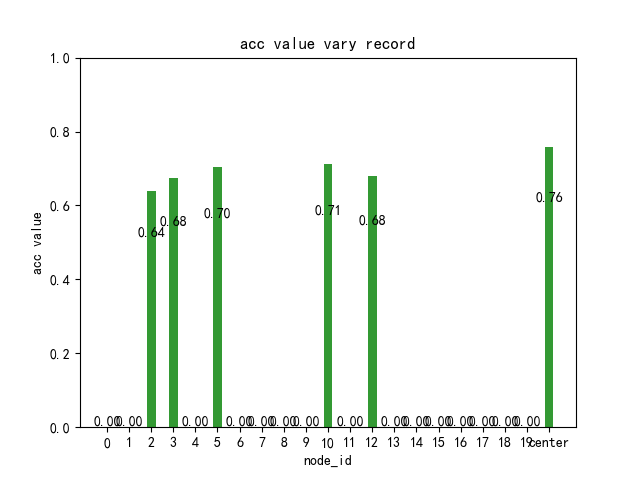 acc value vary record
1.0
0.8
0.6
0.4
0.2
0.0
acc value
0.00 0.00 0.64 0.68 0.00 0.70 0.00 0.00 0.00 0.00 0.71 0.00 0.68 0.00 0.00 0.00 0.00 0.00 0.00 0.00 0.76
0 1 2 3 4 5 6 7 8 9 10 11 12 13 14 15 16 17 18 19 center
node_id